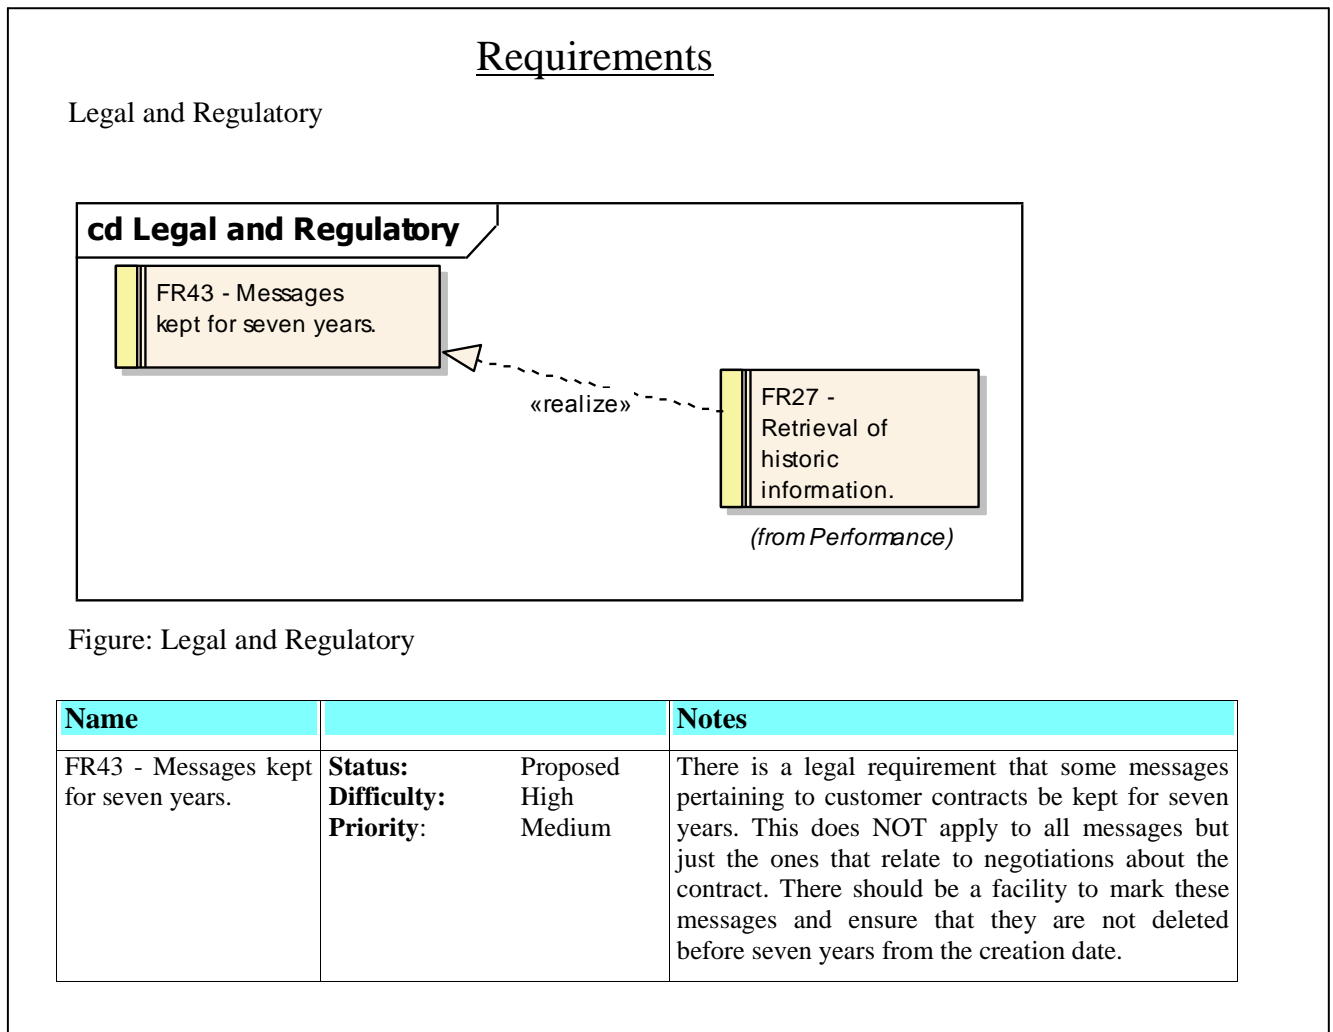 Requirements
Legal and Regulatory
cd Legal and Regulatory
FR43 - Messages
kept for seven years.
«realize»
FR27 -
Retrieval of
historic
information.
(from Performance)
Figure: Legal and Regulatory
Name Notes
FR43 - Messages kept
for seven years.
Status: Proposed
Difficulty: High
Priority: Medium
There is a legal requirement that some messages
pertaining to customer contracts be kept for seven
years. This does NOT apply to all messages but
just the ones that relate to negotiations about the
contract. There should be a facility to mark these
messages and ensure that they are not deleted
before seven years from the creation date.